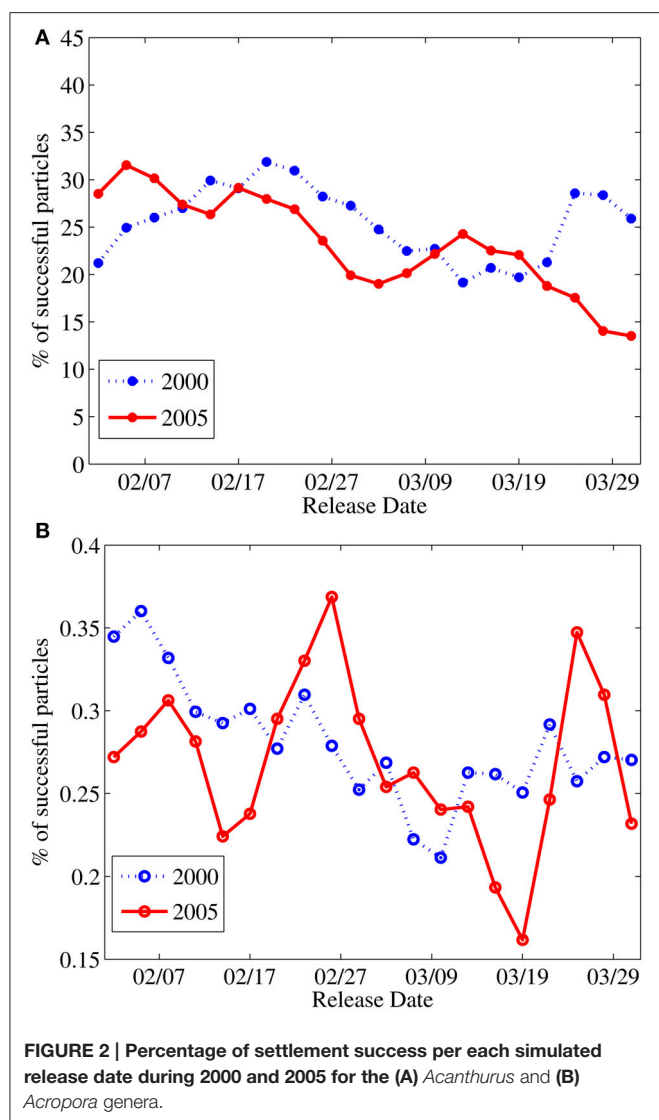 A
45
40
35
30
25
20
15
10
5
0
% of successful particles
2000
2005
02/07 02/17 02/27 03/09 03/19 03/29
Release Date
B
0.4
0.35
0.3
0.25
0.2
0.15
% of successful particles
2000
2005
02/07 02/17 02/27 03/09 03/19 03/29
Release Date
FIGURE 2 | Percentage of settlement success per each simulated
release date during 2000 and 2005 for the (A) Acanthurus and (B)
Acropora genera.